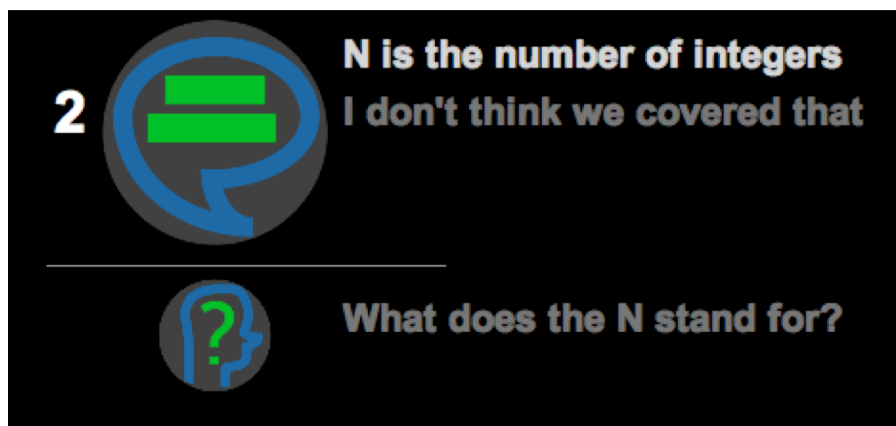 N is the number of integers
2
I don't think we covered that
?
What does the N stand for?